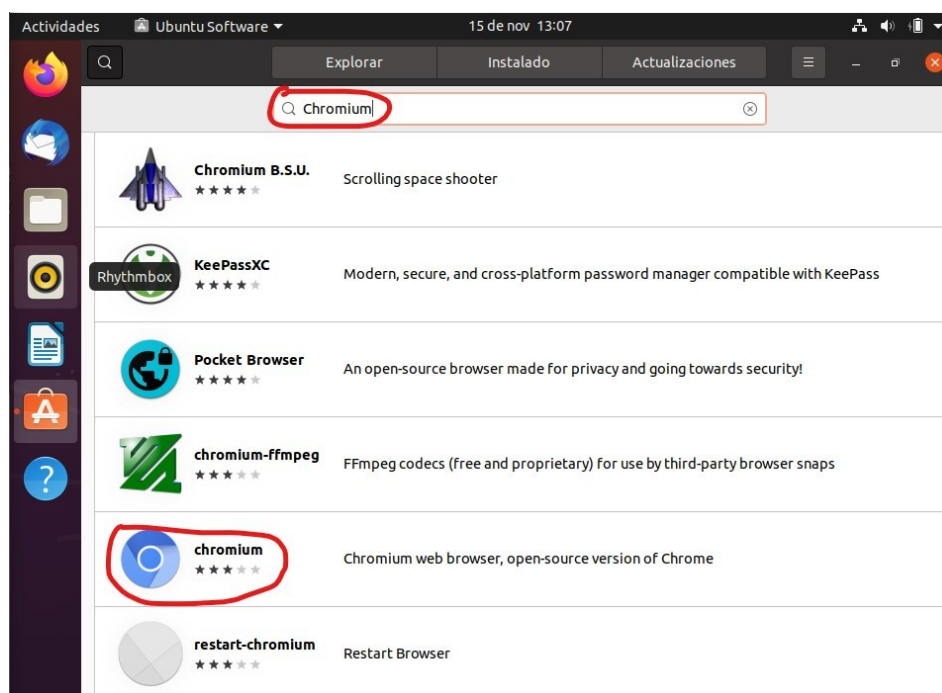 Actividades Ubuntu Software 15 de nov 13:07
Explorar Instalado Actualizaciones
Chromium
Chromium B.S.U.
Scrolling space shooter
KeePassXC
Modern, secure, and cross-platform password manager compatible with KeePass
Rhythmbox
Pocket Browser
An open-source browser made for privacy and going towards security!
chromium-ffmpeg
FFmpeg codecs (free and proprietary) for use by third-party browser snaps
chromium
Chromium web browser, open-source version of Chrome
restart-chromium
Restart Browser